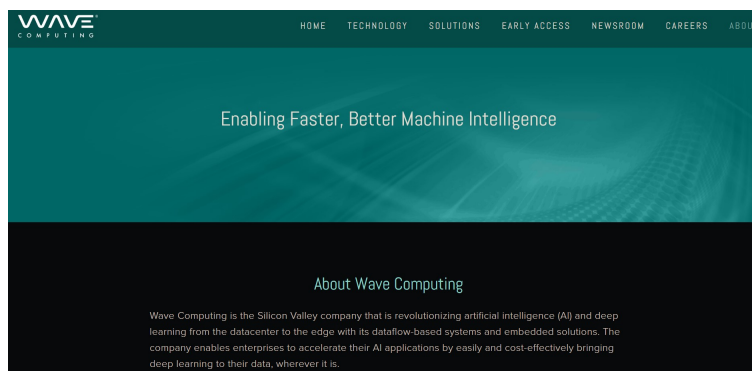 WAVE
COMPUTING
HOME TECHNOLOGY SOLUTIONS EARLY ACCESS NEWSROOM CAREERS ABOU
Enabling Faster, Better Machine Intelligence
About Wave Computing
Wave Computing is the Silicon Valley company that is revolutionizing artificial intelligence (AI) and deep
learning from the datacenter to the edge with its dataflow-based systems and embedded solutions. The
company enables enterprises to accelerate their AI applications by easily and cost-effectively bringing
deep learning to their data, wherever it is.